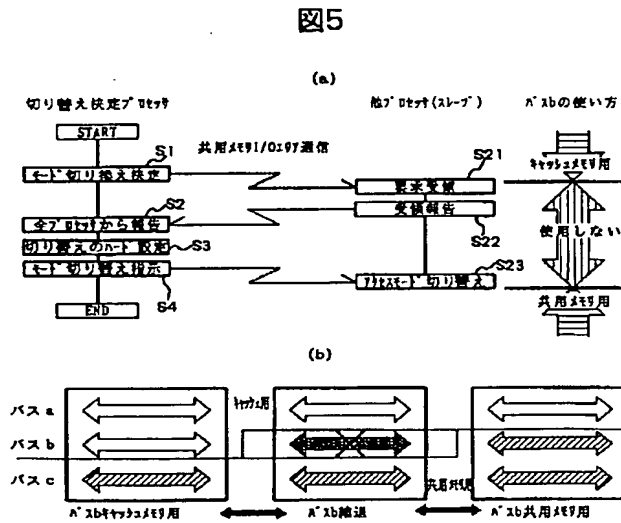 図5
(a)
切り替え決定プロセッサ
他プロセッサ(スレーブ)
バスbの使い方
START
S1
共用メモリI/Oエリア通信
S21
キャッシュメモリ用
モード切り換え決定
要求受領
S2
受領報告
使用しない
全プロセッサから報告
S3
S22
切り替えのハード設定
モード切り替え指示
S23
アクセスモード切り替え
S4
共用メモリ用
END
(b)
バスa
キャッシュ用
バスb
バスc
共用メモリ用
バスbキャッシュメモリ用
バスb縮退
バスb共用メモリ用